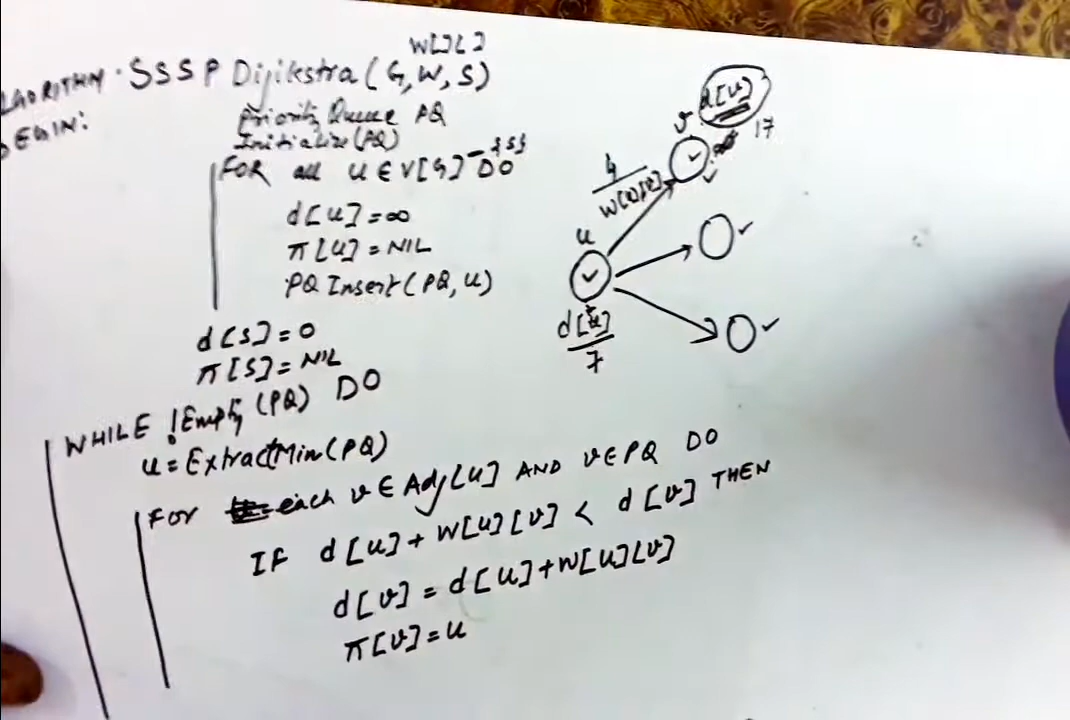 W[][]
ALGORITHM: SSSP Dijikstra (G, W, S)
BEGIN:
Priority Queue PQ
Initialize (PQ)
FOR all u ∈ V[G] - {s} DO
d[u] = ∞
π[u] = NIL
PQ Insert (PQ, u)
d[s] = 0
π[s] = NIL
WHILE !Empty (PQ) DO
u = ExtractMin (PQ)
FOR each v ∈ Adj[u] AND v ∈ PQ DO
IF d[u] + W[u][v] < d[v] THEN
d[v] = d[u] + W[u][v]
π[v] = u
d[v]
v
17
4
W[u][v]
u
d[u]
7